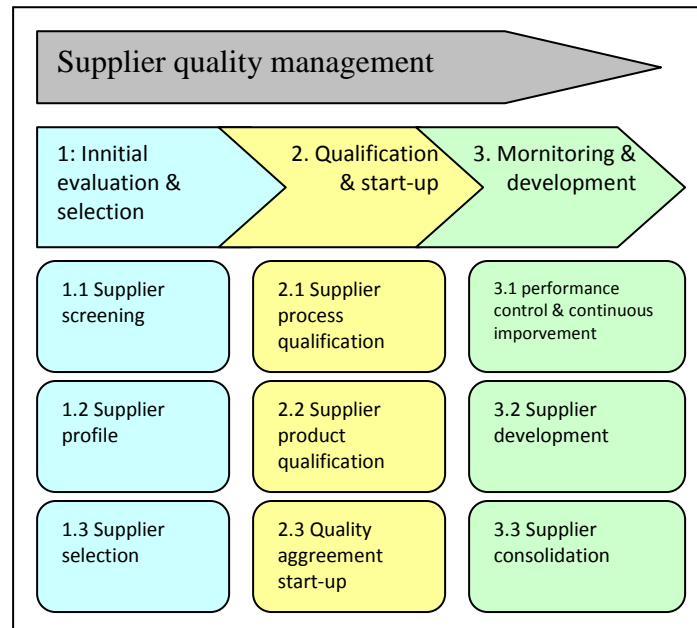 Supplier quality management
1: Innitial
evaluation &
selection
2. Qualification
& start-up
3. Mornitoring &
development
1.1 Supplier
screening
2.1 Supplier
process
qualification
3.1 performance
control & continuous
imporvement
1.2 Supplier
profile
2.2 Supplier
product
qualification
3.2 Supplier
development
1.3 Supplier
selection
2.3 Quality
aggreement
start-up
3.3 Supplier
consolidation